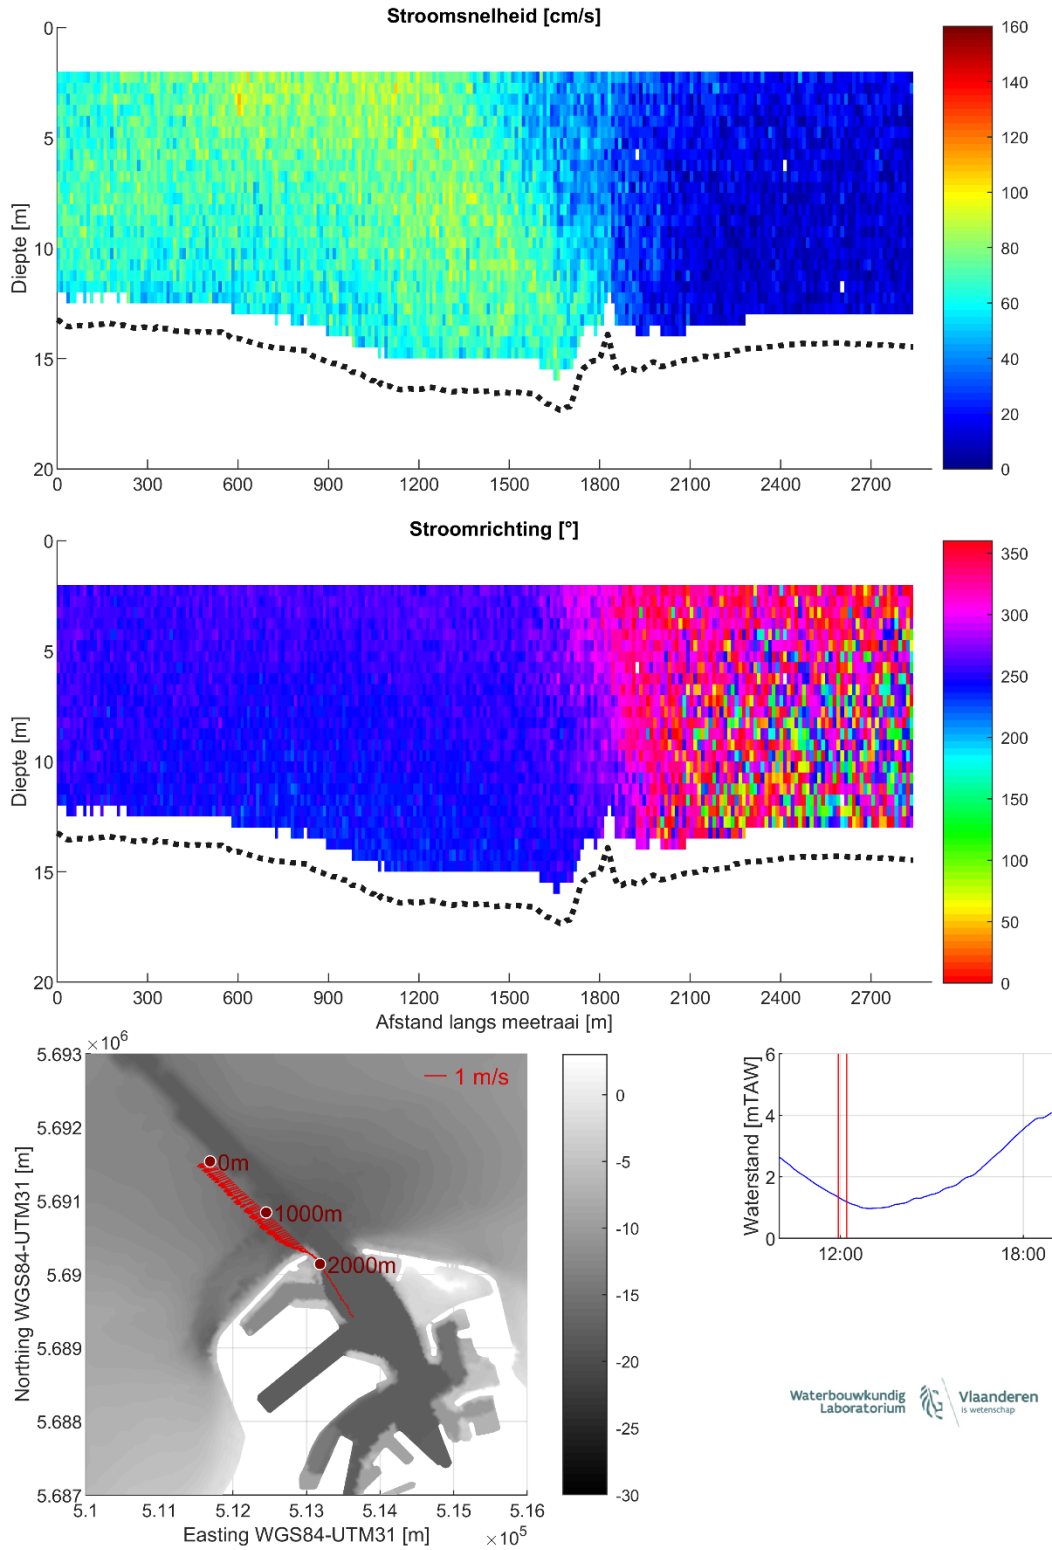 Stroomsnelheid [cm/s]
Diepte [m]
0
5
10
15
20
0 300 600 900 1200 1500 1800 2100 2400 2700
160
140
120
100
80
60
40
20
0
Stroomrichting [°]
Diepte [m]
0
5
10
15
20
0 300 600 900 1200 1500 1800 2100 2400 2700
Afstand langs meetraai [m]
350
300
250
200
150
100
50
0
×10⁶
5.693
5.692
5.691
5.69
5.689
5.688
5.687
Northing WGS84-UTM31 [m]
1 m/s
0m
1000m
2000m
5.1 5.11 5.12 5.13 5.14 5.15 5.16
Easting WGS84-UTM31 [m]
×10⁵
0
-5
-10
-15
-20
-25
-30
Waterstand [mTAW]
6
4
2
0
12:00 18:00
Waterbouwkundig
Laboratorium
Vlaanderen
is wetenschap